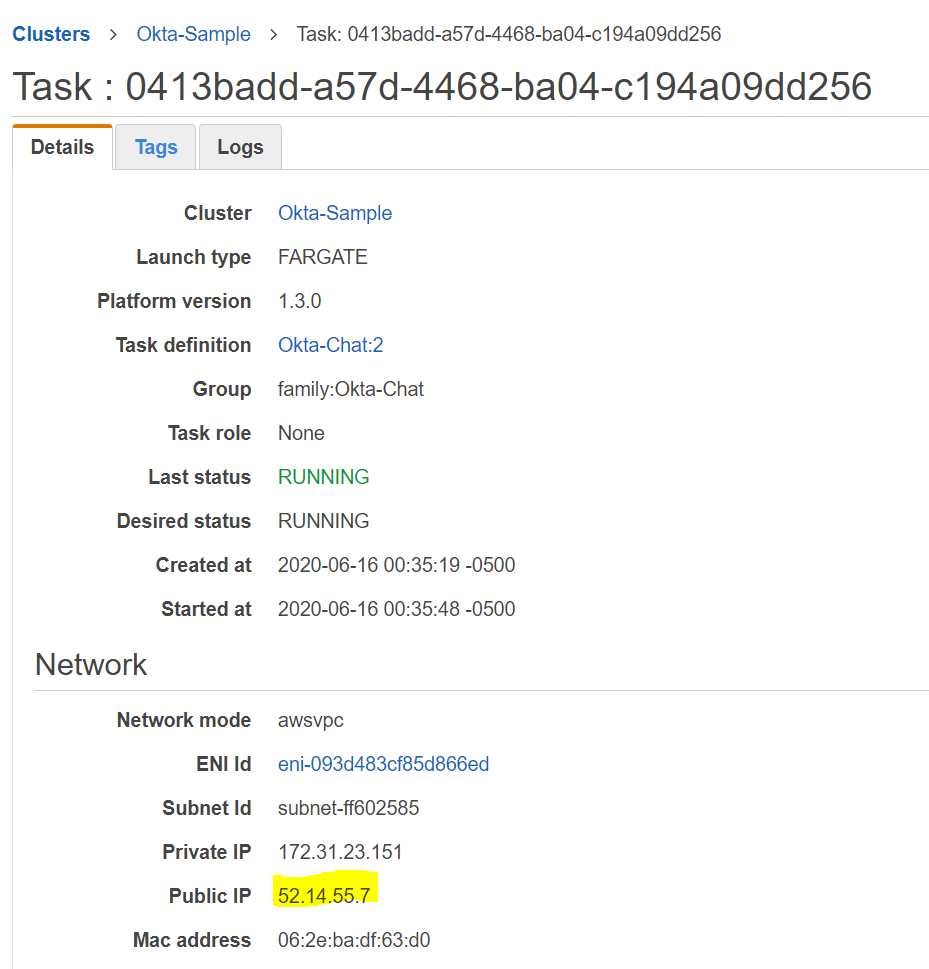 Clusters > Okta-Sample > Task: 0413badd-a57d-4468-ba04-c194a09dd256
Task : 0413badd-a57d-4468-ba04-c194a09dd256
Details Tags Logs
Cluster Okta-Sample
Launch type FARGATE
Platform version 1.3.0
Task definition Okta-Chat:2
Group family:Okta-Chat
Task role None
Last status RUNNING
Desired status RUNNING
Created at 2020-06-16 00:35:19 -0500
Started at 2020-06-16 00:35:48 -0500
Network
Network mode awsvpc
ENI Id eni-093d483cf85d866ed
Subnet Id subnet-ff602585
Private IP 172.31.23.151
Public IP 52.14.55.7
Mac address 06:2e:ba:df:63:d0